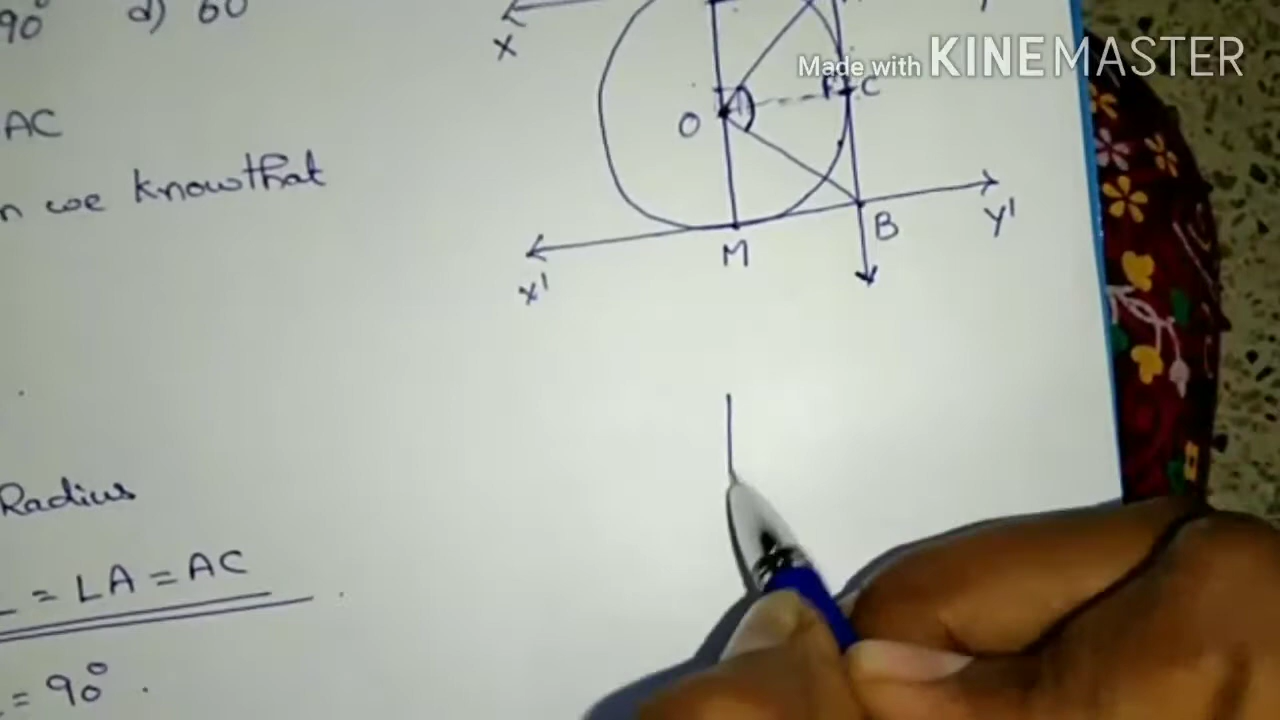 90° d) 60
X
Made with KINEMASTER
AC
C
O
n we know that
y'
B
M
x'
Radius
= LA = AC
= 90°.